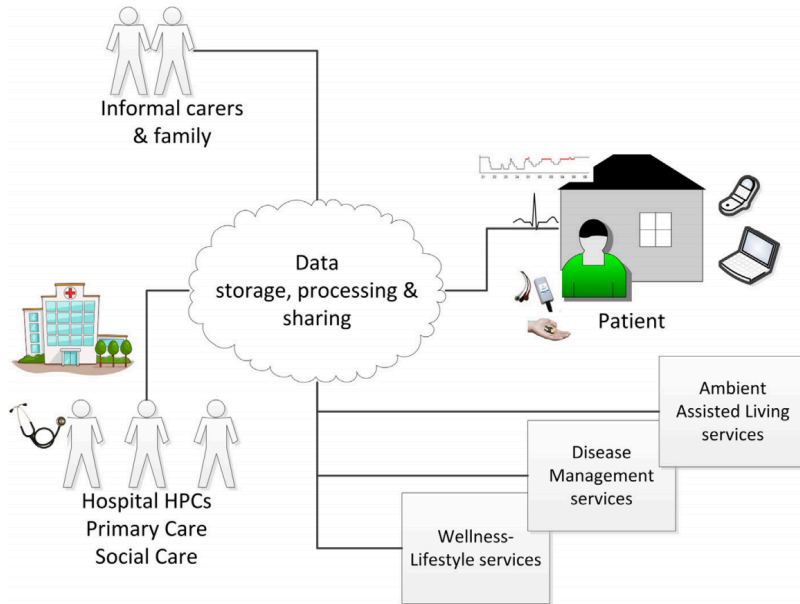 Informal carers
& family
Data
storage, processing &
sharing
Patient
Hospital HPCs
Primary Care
Social Care
Ambient
Assisted Living
services
Disease
Management
services
Wellness-
Lifestyle services